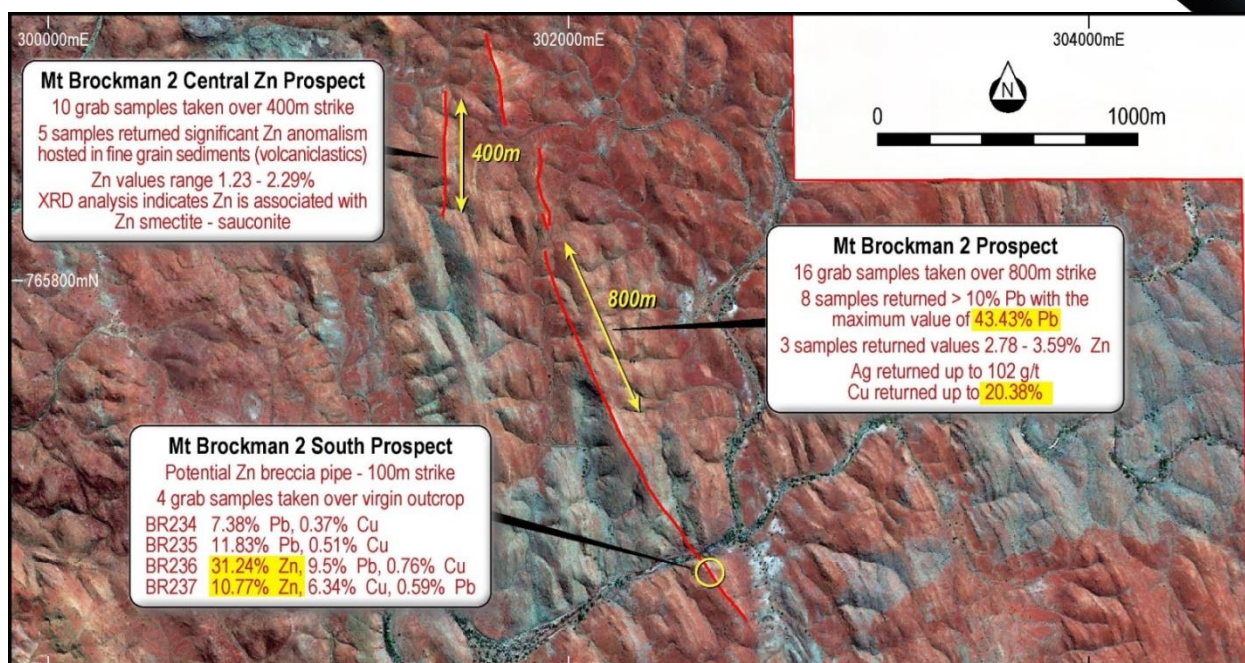 300000mE
302000mE
304000mE
N
0
1000m
Mt Brockman 2 Central Zn Prospect
10 grab samples taken over 400m strike
5 samples returned significant Zn anomalism
hosted in fine grain sediments (volcaniclastics)
Zn values range 1.23 - 2.29%
XRD analysis indicates Zn is associated with
Zn smectite - sauconite
400m
765800mN
800m
Mt Brockman 2 Prospect
16 grab samples taken over 800m strike
8 samples returned > 10% Pb with the
maximum value of 43.43% Pb
3 samples returned values 2.78 - 3.59% Zn
Ag returned up to 102 g/t
Cu returned up to 20.38%
Mt Brockman 2 South Prospect
Potential Zn breccia pipe - 100m strike
4 grab samples taken over virgin outcrop
BR234 7.38% Pb, 0.37% Cu
BR235 11.83% Pb, 0.51% Cu
BR236 31.24% Zn, 9.5% Pb, 0.76% Cu
BR237 10.77% Zn, 6.34% Cu, 0.59% Pb